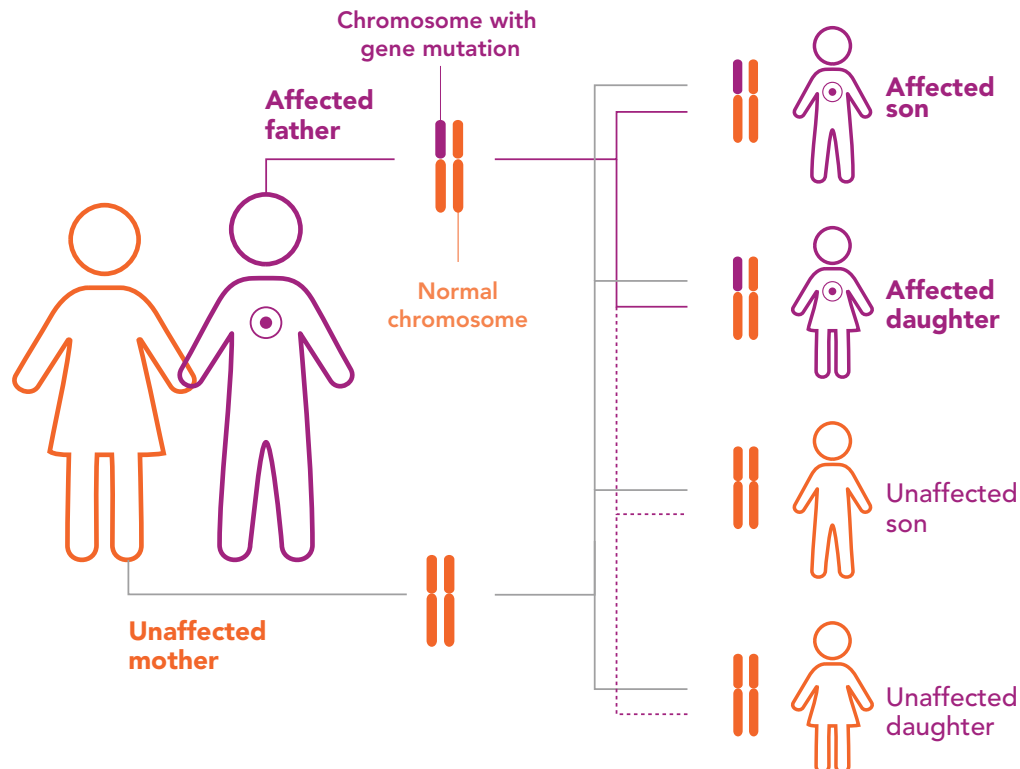 Chromosome with
gene mutation
Affected
father
Normal
chromosome
Unaffected
mother
Affected
son
Affected
daughter
Unaffected
son
Unaffected
daughter